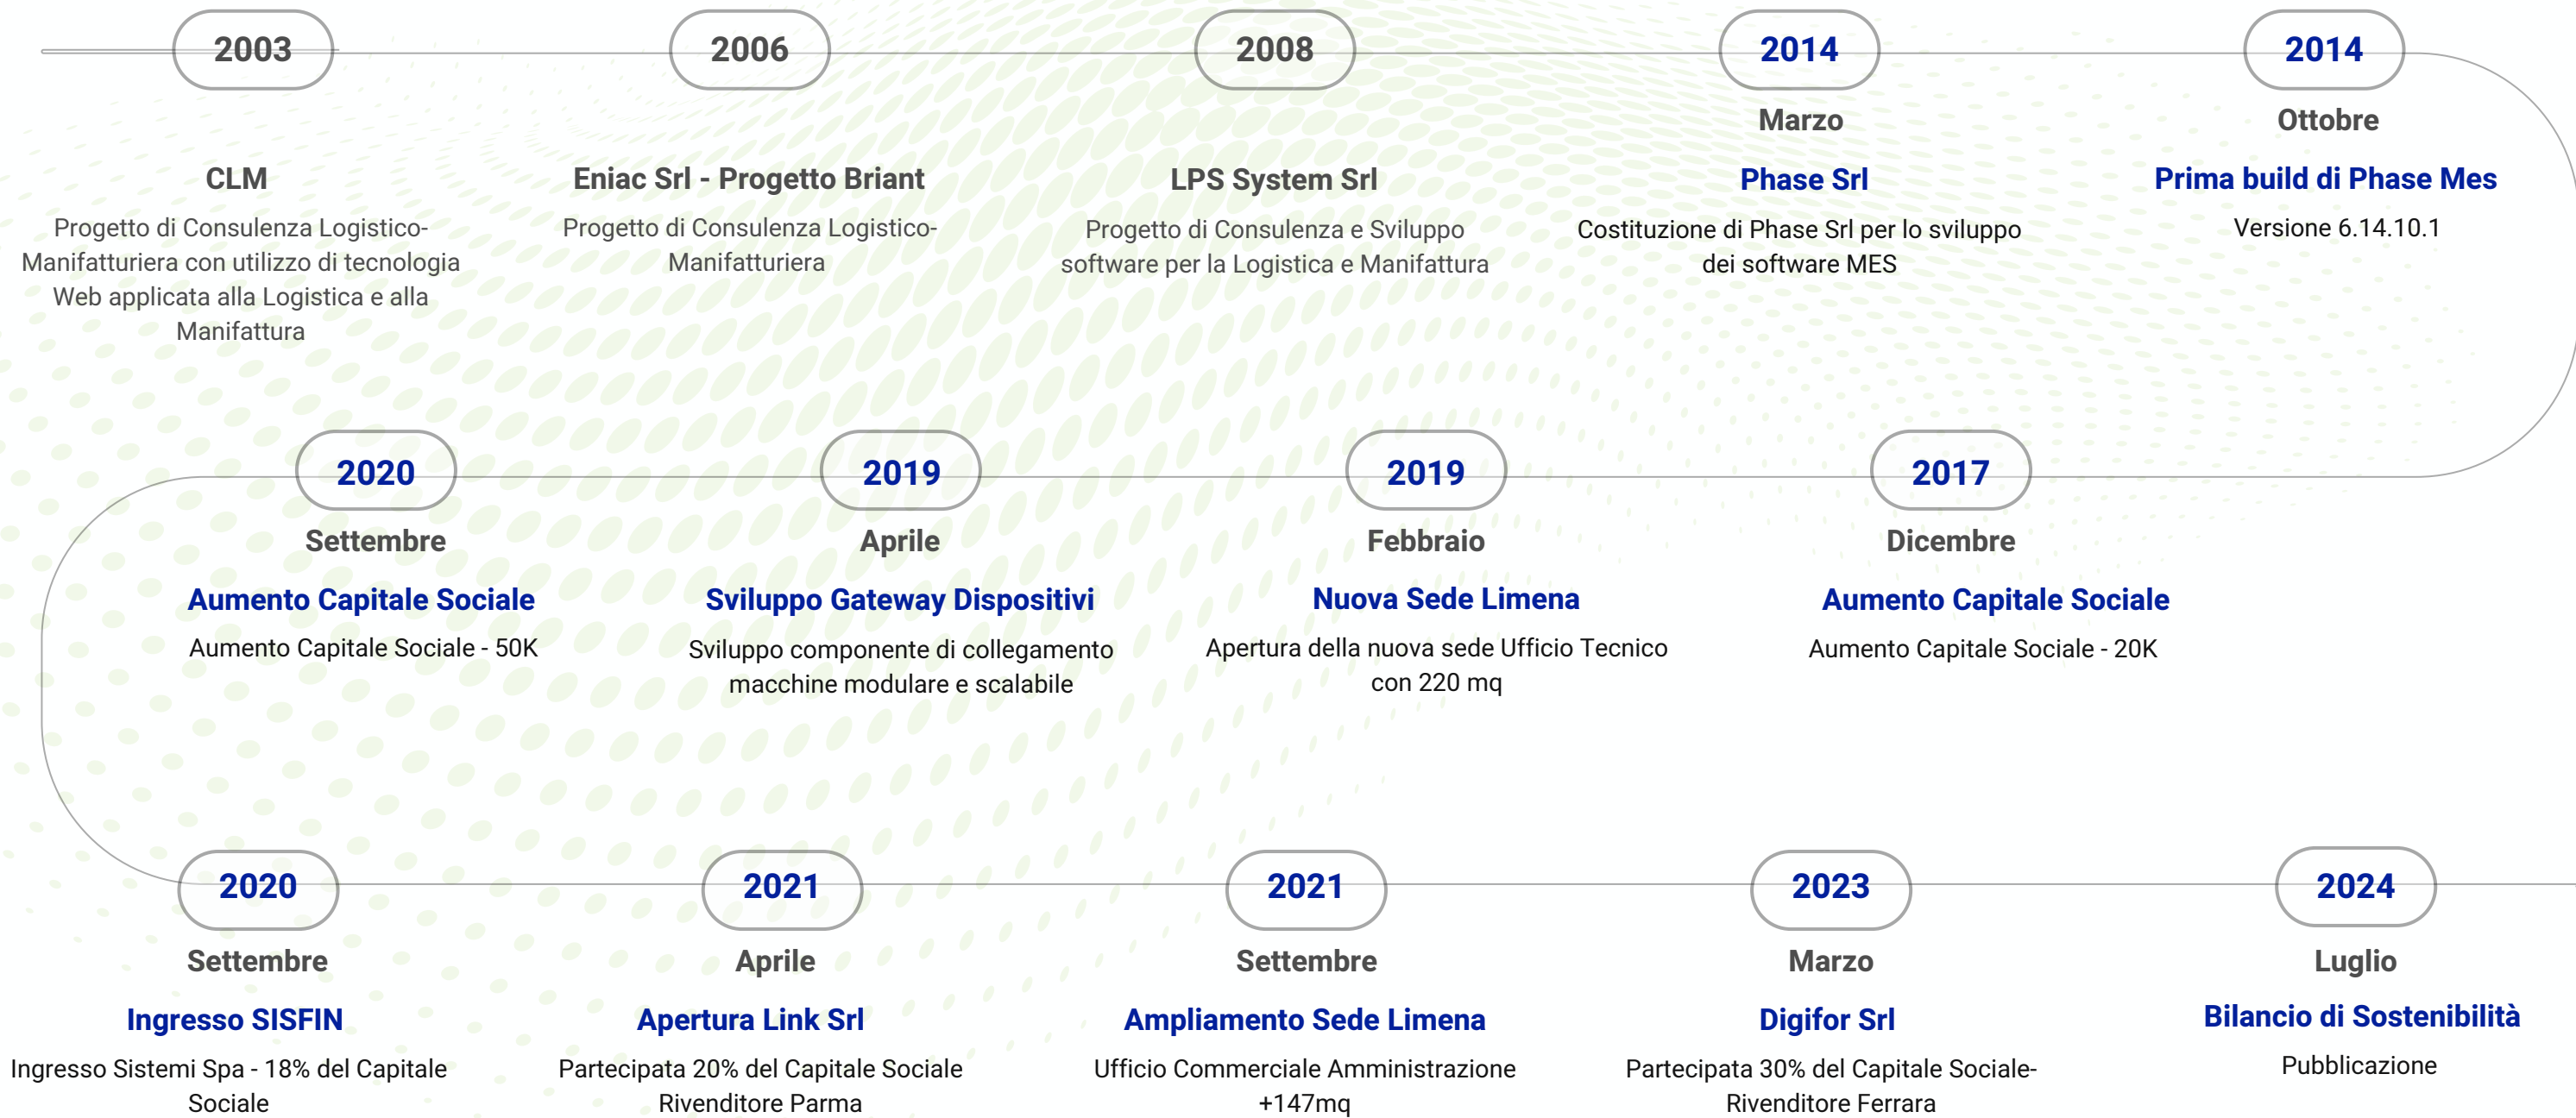 2003
CLM
Progetto di Consulenza Logistico-
Manifatturiera con utilizzo di tecnologia
Web applicata alla Logistica e alla
Manifattura
2006
Eniac Srl - Progetto Briant
Progetto di Consulenza Logistico-
Manifatturiera
2008
LPS System Srl
Progetto di Consulenza e Sviluppo
software per la Logistica e Manifattura
2014
Marzo
Phase Srl
Costituzione di Phase Srl per lo sviluppo
dei software MES
2014
Ottobre
Prima build di Phase Mes
Versione 6.14.10.1
2017
Dicembre
Aumento Capitale Sociale
Aumento Capitale Sociale - 20K
2019
Febbraio
Nuova Sede Limena
Apertura della nuova sede Ufficio Tecnico
con 220 mq
2019
Aprile
Sviluppo Gateway Dispositivi
Sviluppo componente di collegamento
macchine modulare e scalabile
2020
Settembre
Aumento Capitale Sociale
Aumento Capitale Sociale - 50K
2020
Settembre
Ingresso SISFIN
Ingresso Sistemi Spa - 18% del Capitale
Sociale
2021
Aprile
Apertura Link Srl
Partecipata 20% del Capitale Sociale
Rivenditore Parma
2021
Settembre
Ampliamento Sede Limena
Ufficio Commerciale Amministrazione
+147mq
2023
Marzo
Digifor Srl
Partecipata 30% del Capitale Sociale-
Rivenditore Ferrara
2024
Luglio
Bilancio di Sostenibilità
Pubblicazione